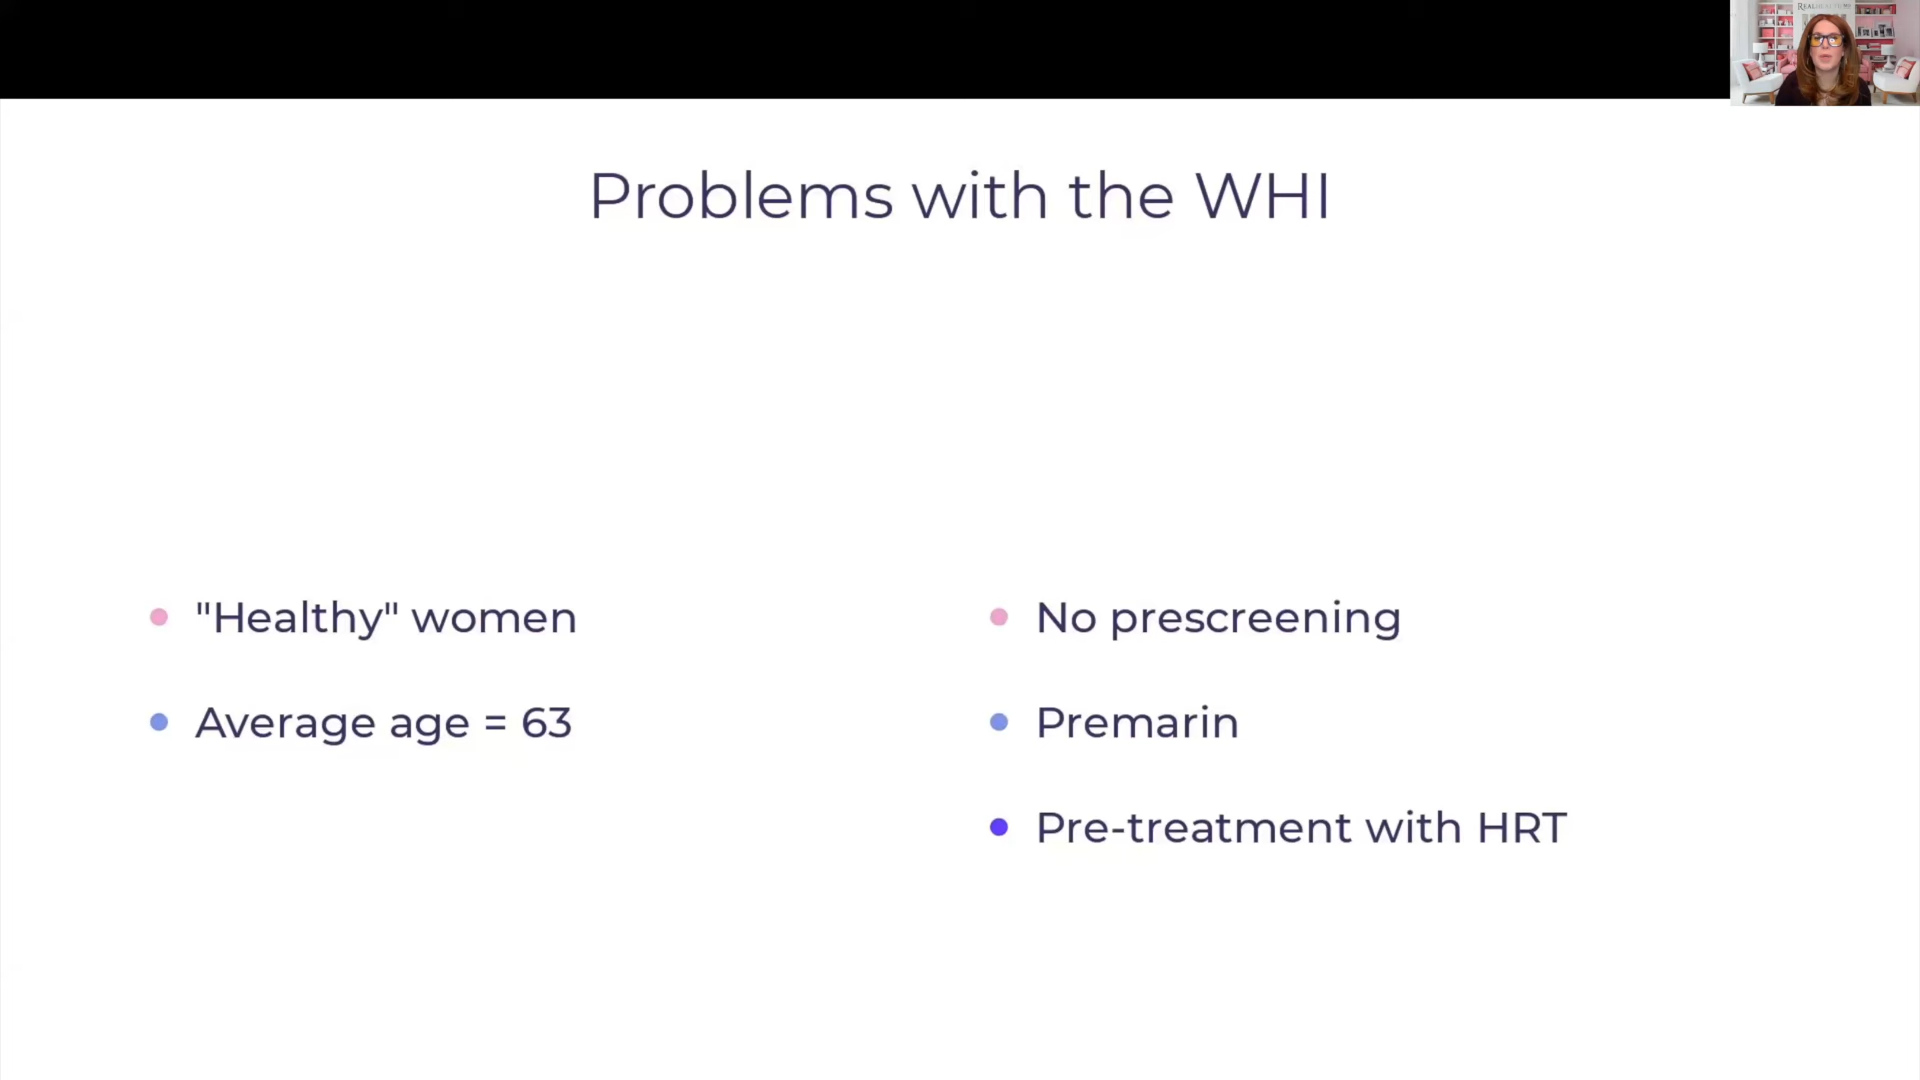 Problems with the WHI
"Healthy" women
Average age = 63
No prescreening
Premarin
Pre-treatment with HRT